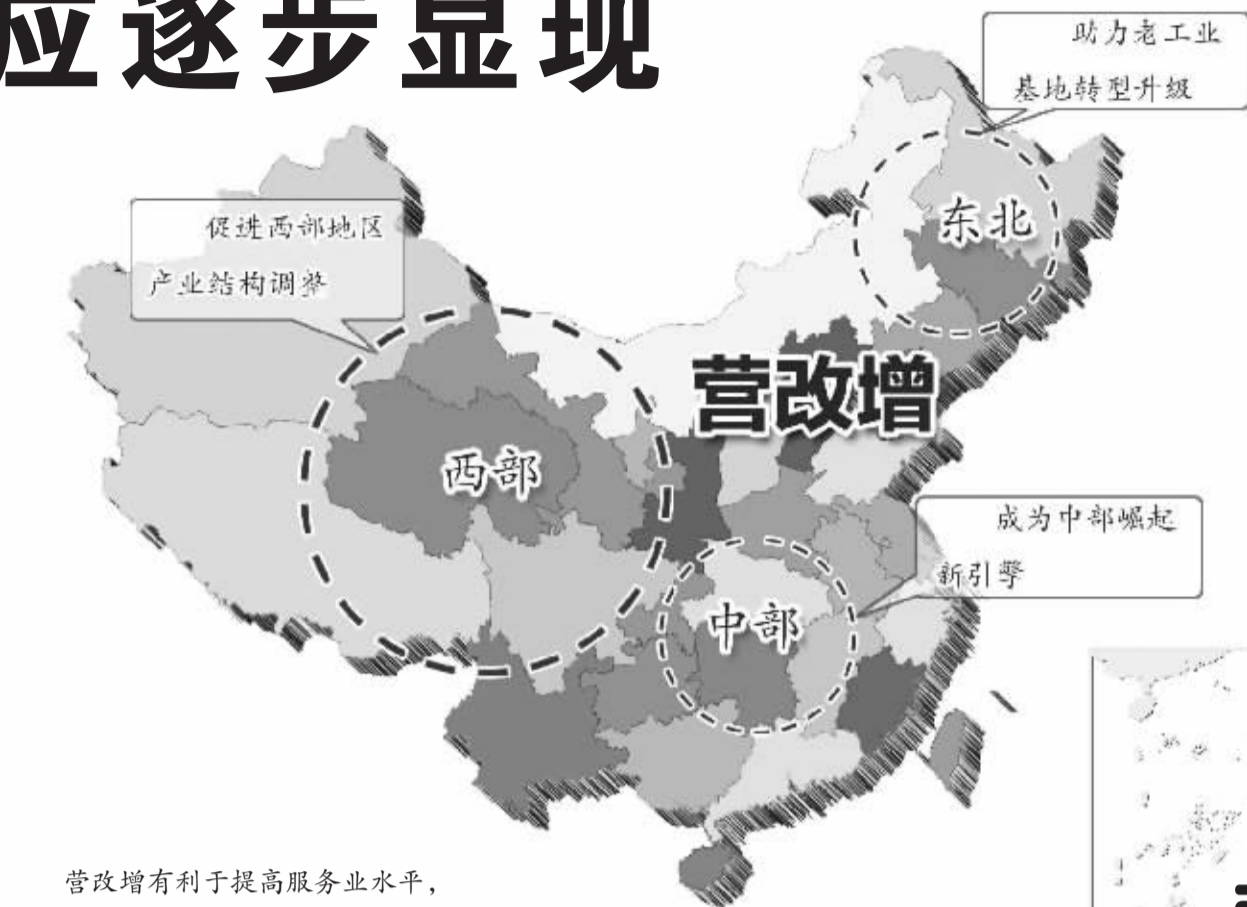 应逐步显现
助力老工业
基地转型升级
促进西部地区
产业结构调整
东北
营改增
西部
成为中部崛起
新引擎
中部
营改增有利于提高服务业水平，